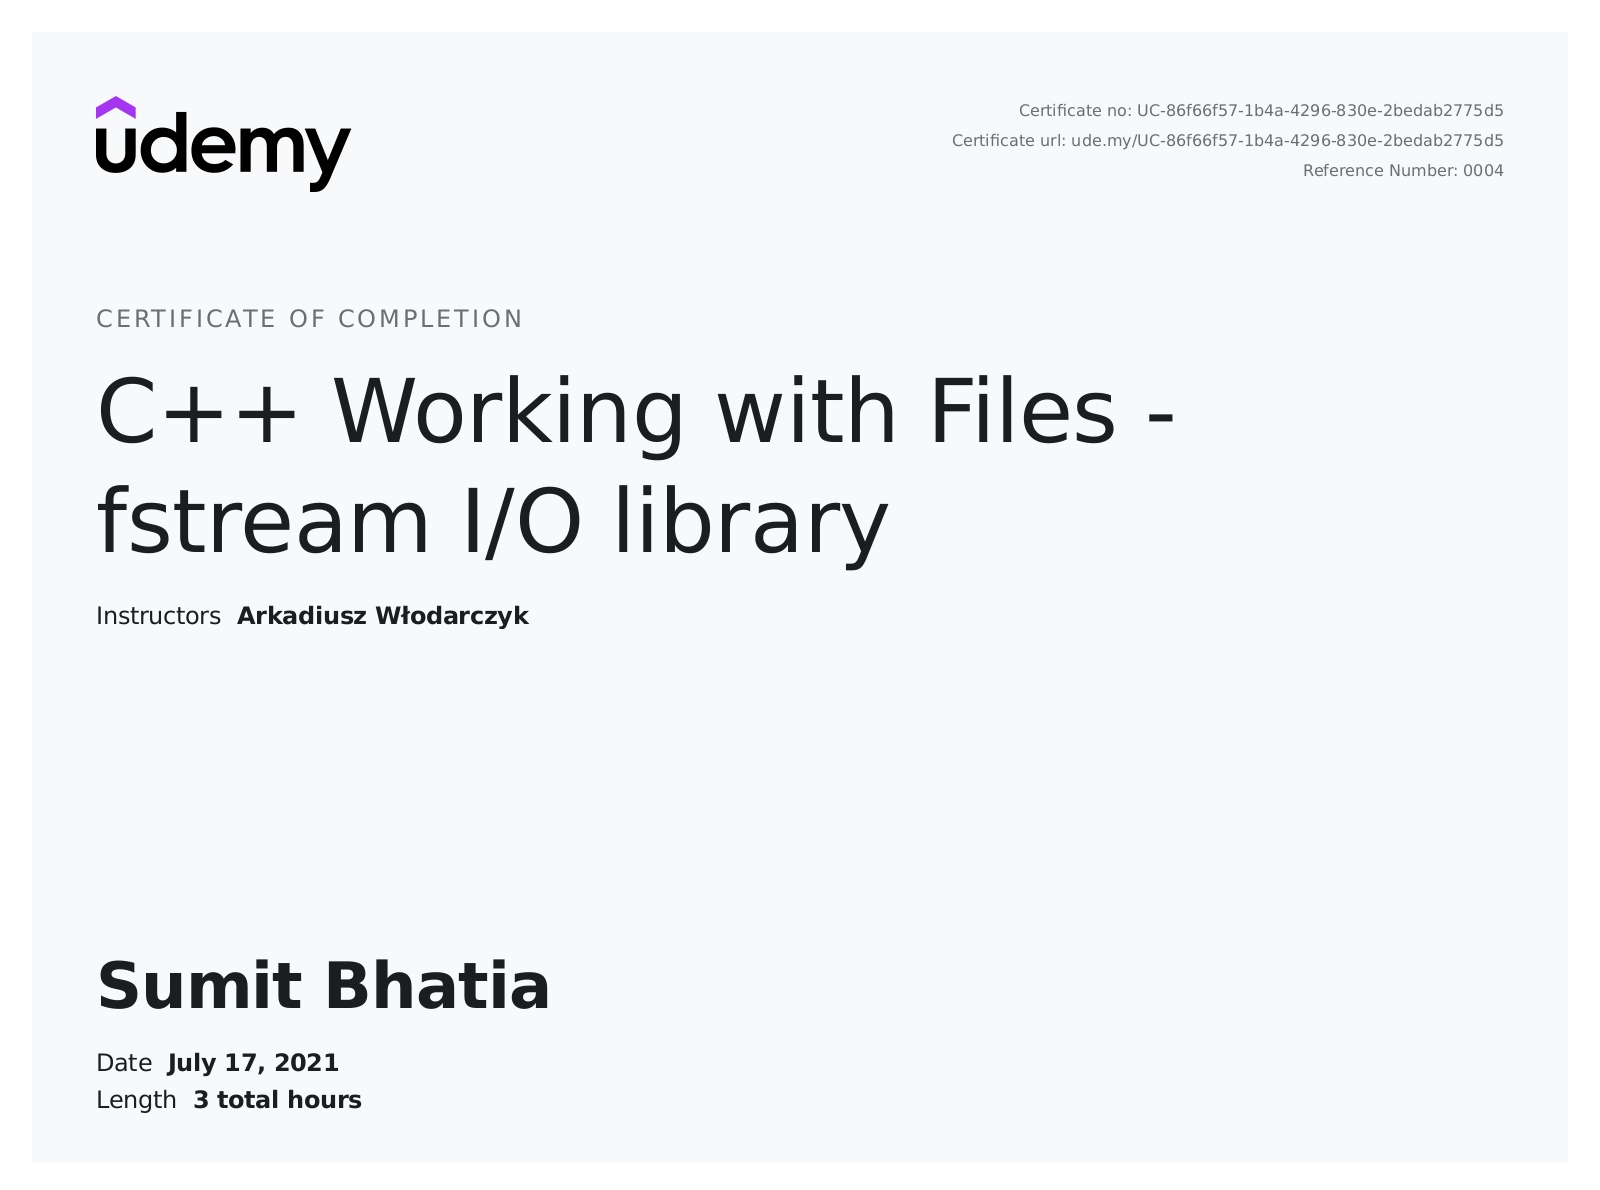 udemy
Certificate no: UC-86f66f57-1b4a-4296-830e-2bedab2775d5
Certificate url: ude.my/UC-86f66f57-1b4a-4296-830e-2bedab2775d5
Reference Number: 0004
CERTIFICATE OF COMPLETION
C++ Working with Files -
fstream I/O library
Instructors Arkadiusz Włodarczyk
Sumit Bhatia
Date July 17, 2021
Length 3 total hours